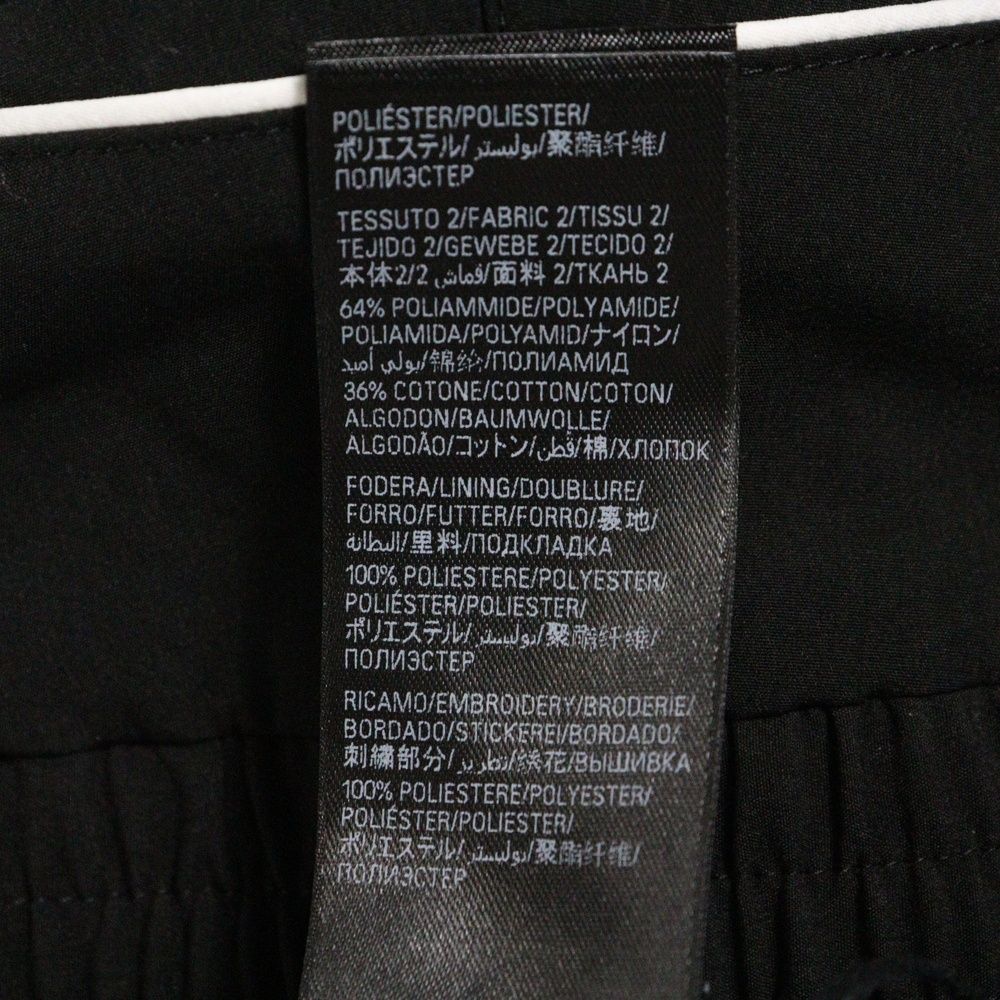 POLIÉSTER/POLIESTER/
ポリエステル/بوليستر/聚酯纤维/
ПОЛИЭСТЕР
TESSUTO 2/FABRIC 2/TISSU 2/
TEJIDO 2/GEWEBE 2/TECIDO 2/
本体2/2 قماش/面料 2/ТКАНЬ 2
64% POLIAMMIDE/POLYAMIDE/
POLIAMIDA/POLYAMID/ナイロン/
بولي أميد/锦纶/ПОЛИАМИД
36% COTONE/COTTON/COTON/
ALGODON/BAUMWOLLE/
ALGODÃO/コットン/قطن/棉/ХЛОПОК
FODERA/LINING/DOUBLURE/
FORRO/FUTTER/FORRO/裏地/
البطانة/里料/ПОДКЛАДКА
100% POLIESTERE/POLYESTER/
POLIÉSTER/POLIESTER/
ポリエステル/بوليستر/聚酯纤维/
ПОЛИЭСТЕР
RICAMO/EMBROIDERY/BRODERIE/
BORDADO/STICKEREI/BORDADO/
刺繍部分/تطريز/绣花/ВЫШИВКА
100% POLIESTERE/POLYESTER/
POLIÉSTER/POLIESTER/
ポリエステル/بوليستر/聚酯纤维/
ПОЛИЭСТЕР